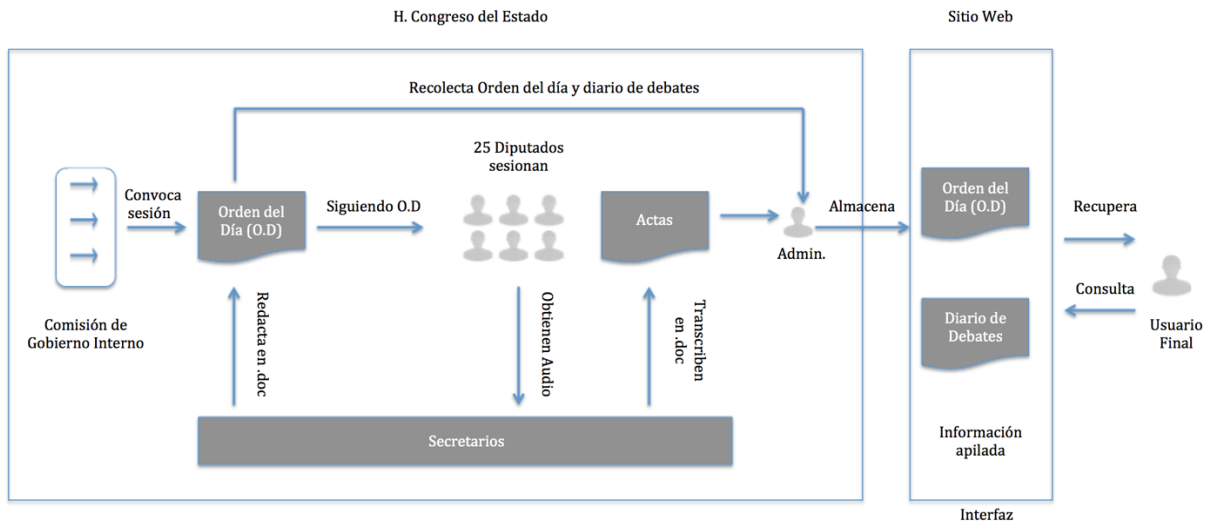 H. Congreso del Estado
Sitio Web
Recolecta Orden del día y diario de debates
25 Diputados
sesionan
Convoca
sesión
Orden del
Día (O.D)
Siguiendo O.D
Actas
Admin.
Almacena
Orden del
Día (O.D)
Recupera
Consulta
Usuario
Final
Comisión de
Gobierno Interno
Redacta en .doc
Obtienen Audio
Transcriben
en .doc
Diario de
Debates
Secretarios
Información
apilada
Interfaz